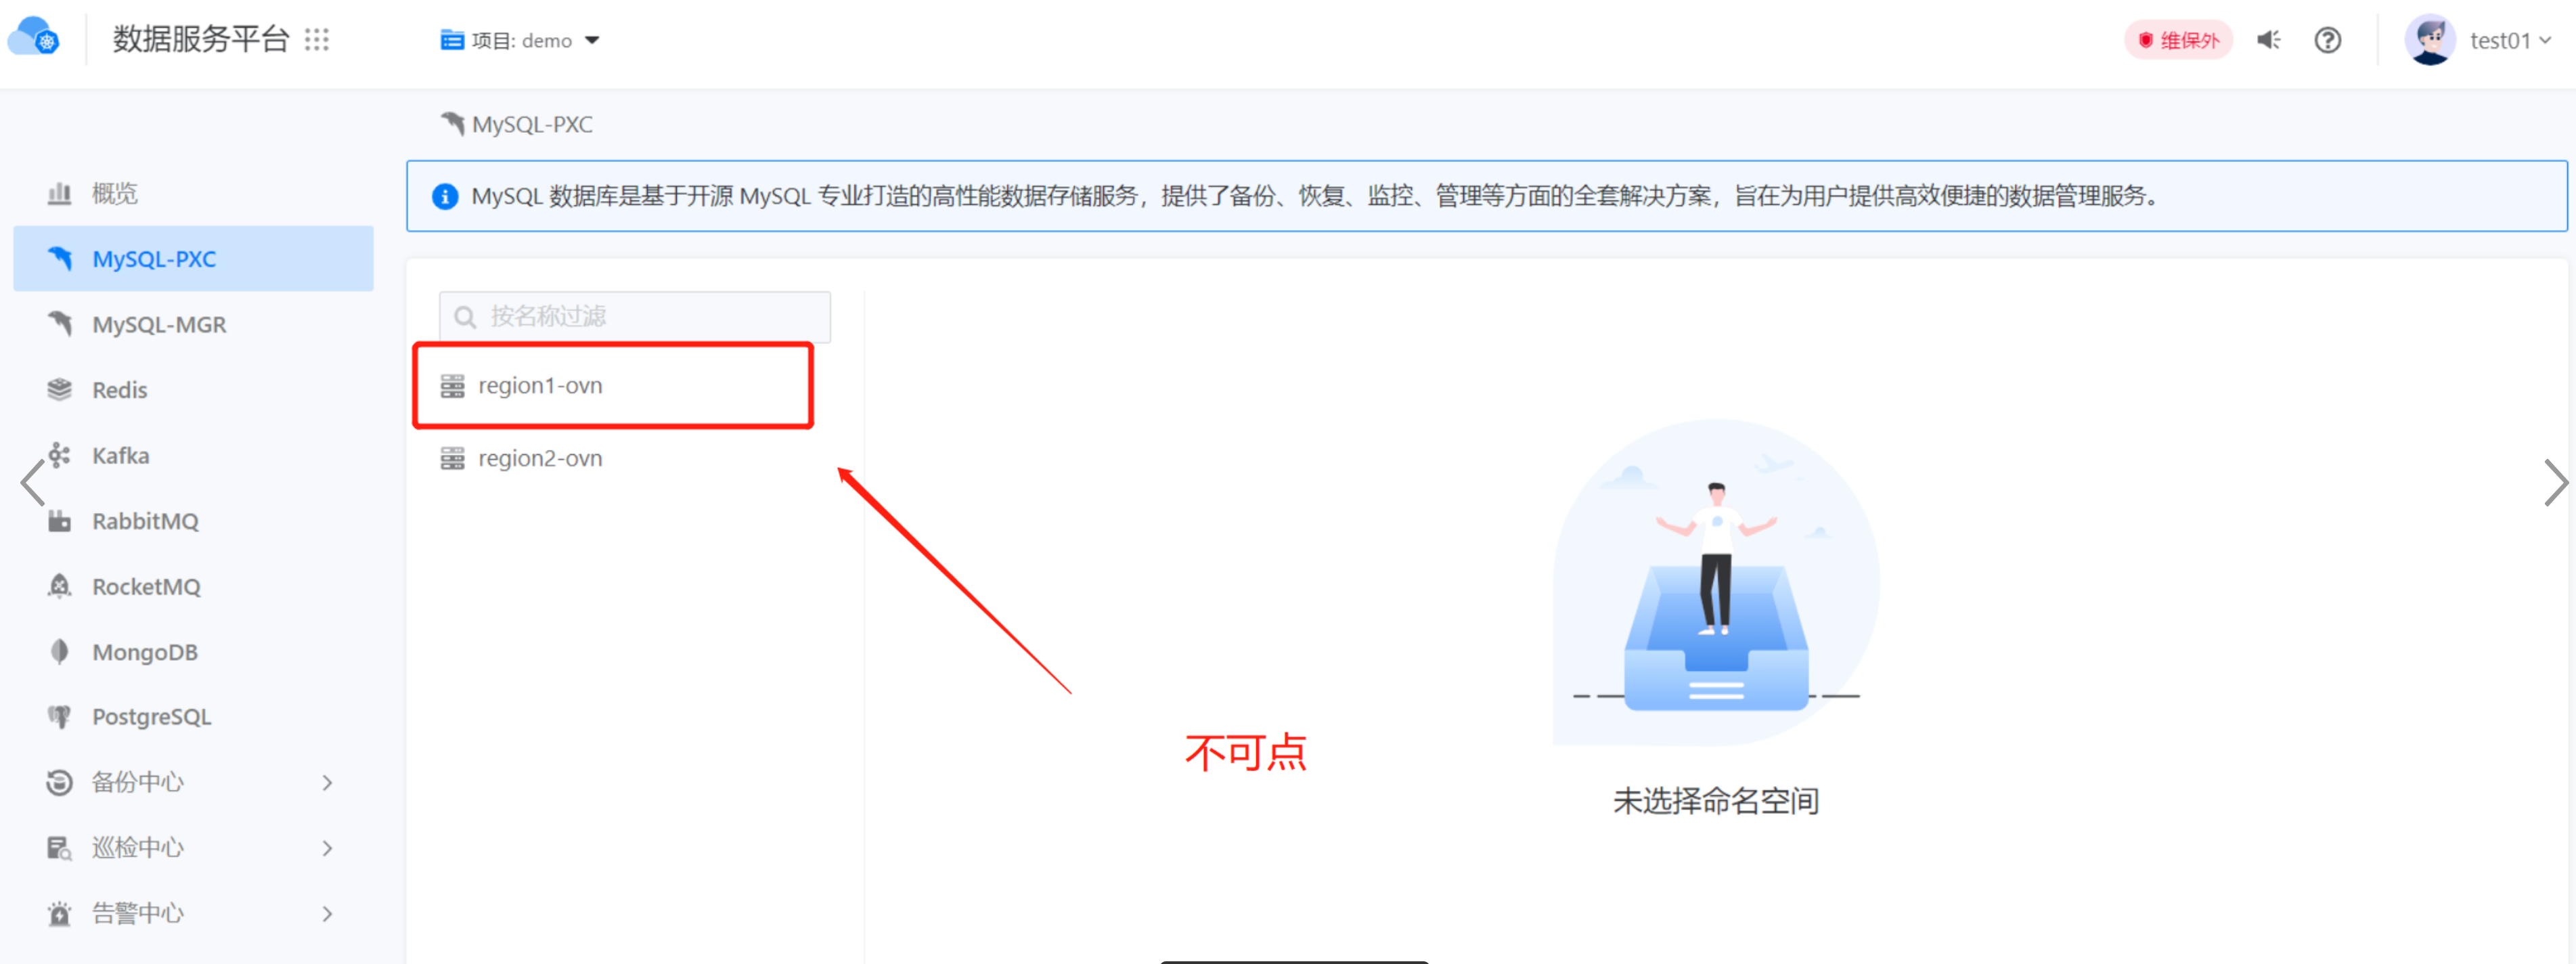 数据服务平台
项目: demo
维保外
test01
MySQL-PXC
MySQL 数据库是基于开源 MySQL 专业打造的高性能数据存储服务，提供了备份、恢复、监控、管理等方面的全套解决方案，旨在为用户提供高效便捷的数据管理服务。
概览
MySQL-PXC
MySQL-MGR
Redis
Kafka
RabbitMQ
RocketMQ
MongoDB
PostgreSQL
备份中心
巡检中心
告警中心
按名称过滤
region1-ovn
region2-ovn
不可点
未选择命名空间